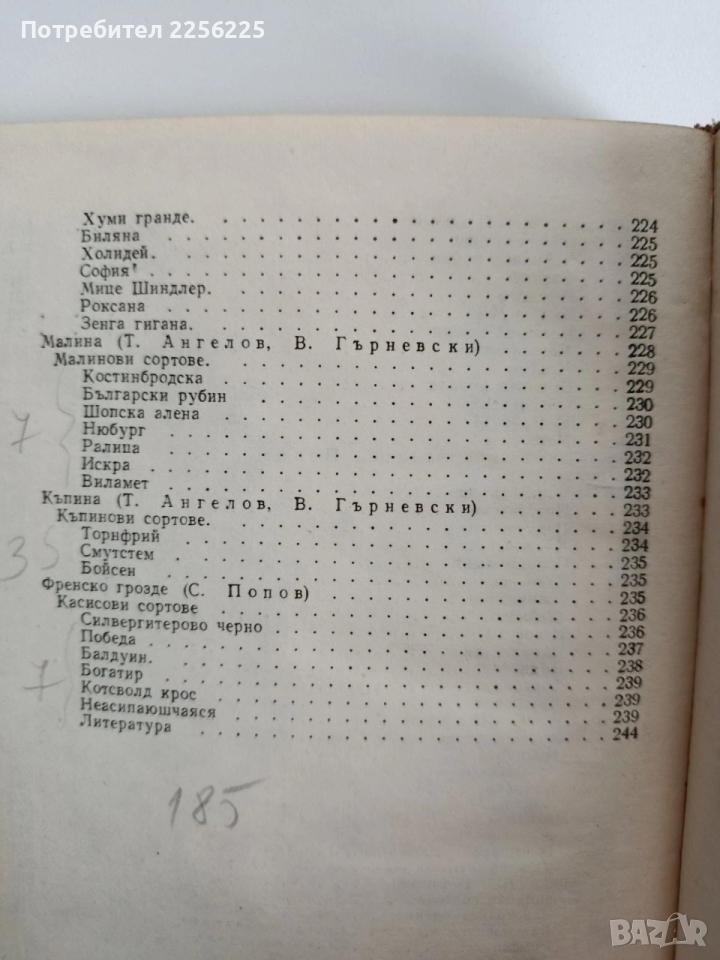 Потребител 2256225
Хуми гранде. . . . . . . . . . . . . . . . . . . . . 224
Биляна . . . . . . . . . . . . . . . . . . . . . 225
Холидей. . . . . . . . . . . . . . . . . . . . . 225
София . . . . . . . . . . . . . . . . . . . . . 225
Мице Шиндлер. . . . . . . . . . . . . . . . . . . . . 226
Роксана . . . . . . . . . . . . . . . . . . . . . 226
Зенга гигана. . . . . . . . . . . . . . . . . . . . . 227
Малина (Т. Ангелов, В. Гърневски) . . . . . . . 228
Малинови сортове. . . . . . . . . . . . . . . . . . . . . 229
Костинбродска . . . . . . . . . . . . . . . . . . . . . 229
Български рубин . . . . . . . . . . . . . . . . . . . . . 230
Шопска алена . . . . . . . . . . . . . . . . . . . . . 230
Нюбург . . . . . . . . . . . . . . . . . . . . . 231
Ралица . . . . . . . . . . . . . . . . . . . . . 232
Искра . . . . . . . . . . . . . . . . . . . . . 232
Виламет . . . . . . . . . . . . . . . . . . . . . 233
Къпина (Т. Ангелов, В. Гърневски) . . . . . . . 233
Къпинови сортове. . . . . . . . . . . . . . . . . . . . . 234
Торнфрий . . . . . . . . . . . . . . . . . . . . . 234
Смутстем . . . . . . . . . . . . . . . . . . . . . 235
Бойсен . . . . . . . . . . . . . . . . . . . . . 235
Френско грозде (С. Попов) . . . . . . . . . . . . . 235
Касисови сортове . . . . . . . . . . . . . . . . . . . . . 236
Силвергитерово черно . . . . . . . . . . . . . . . . . 236
Победа . . . . . . . . . . . . . . . . . . . . . 237
Балдуин. . . . . . . . . . . . . . . . . . . . . 238
Богатир . . . . . . . . . . . . . . . . . . . . . 239
Котсволд крос . . . . . . . . . . . . . . . . . . . . . 239
Неасипаюшчаяся . . . . . . . . . . . . . . . . . . . . . 239
Литература . . . . . . . . . . . . . . . . . . . . . 244
7
35
7
185
BAZAR